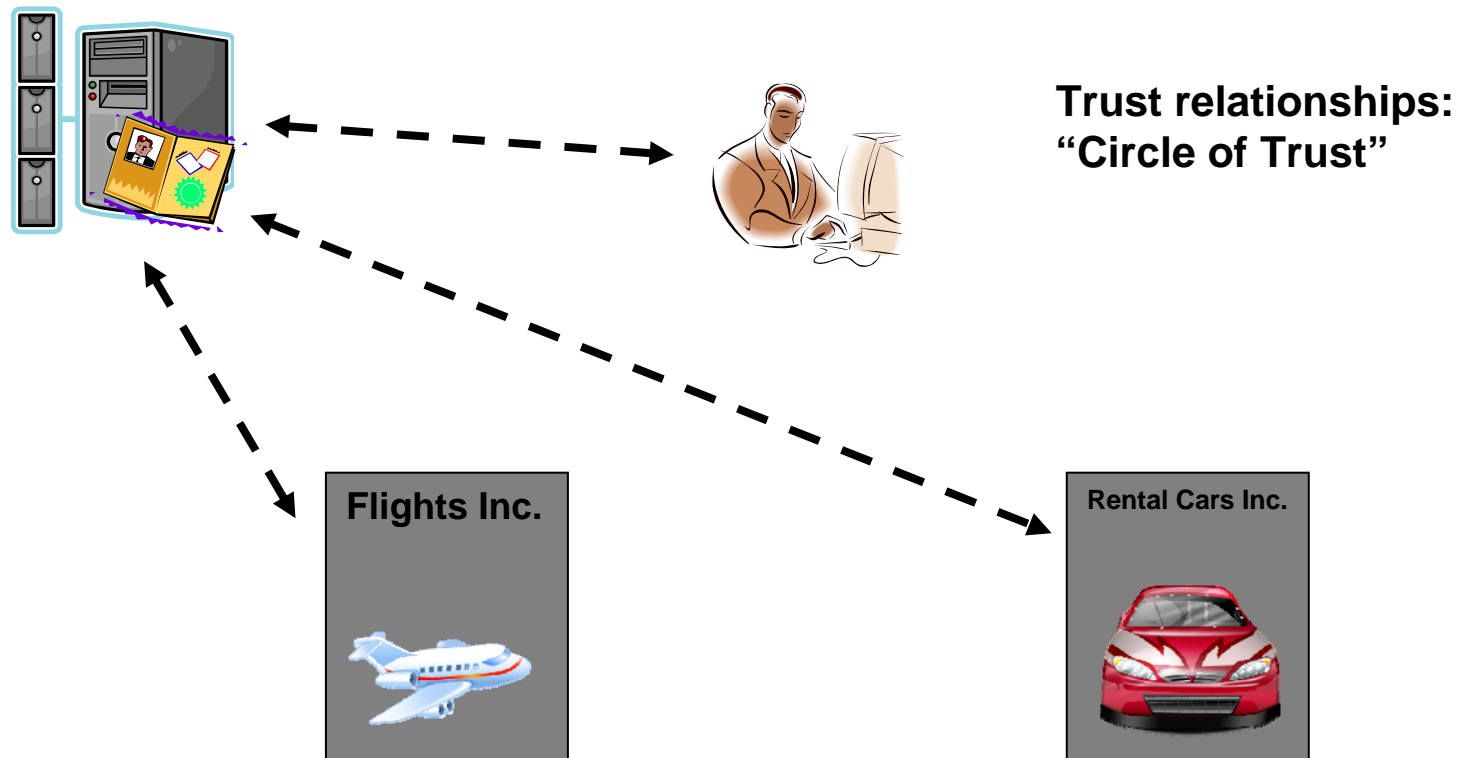 Trust relationships:
“Circle of Trust”
Flights Inc.
Rental Cars Inc.